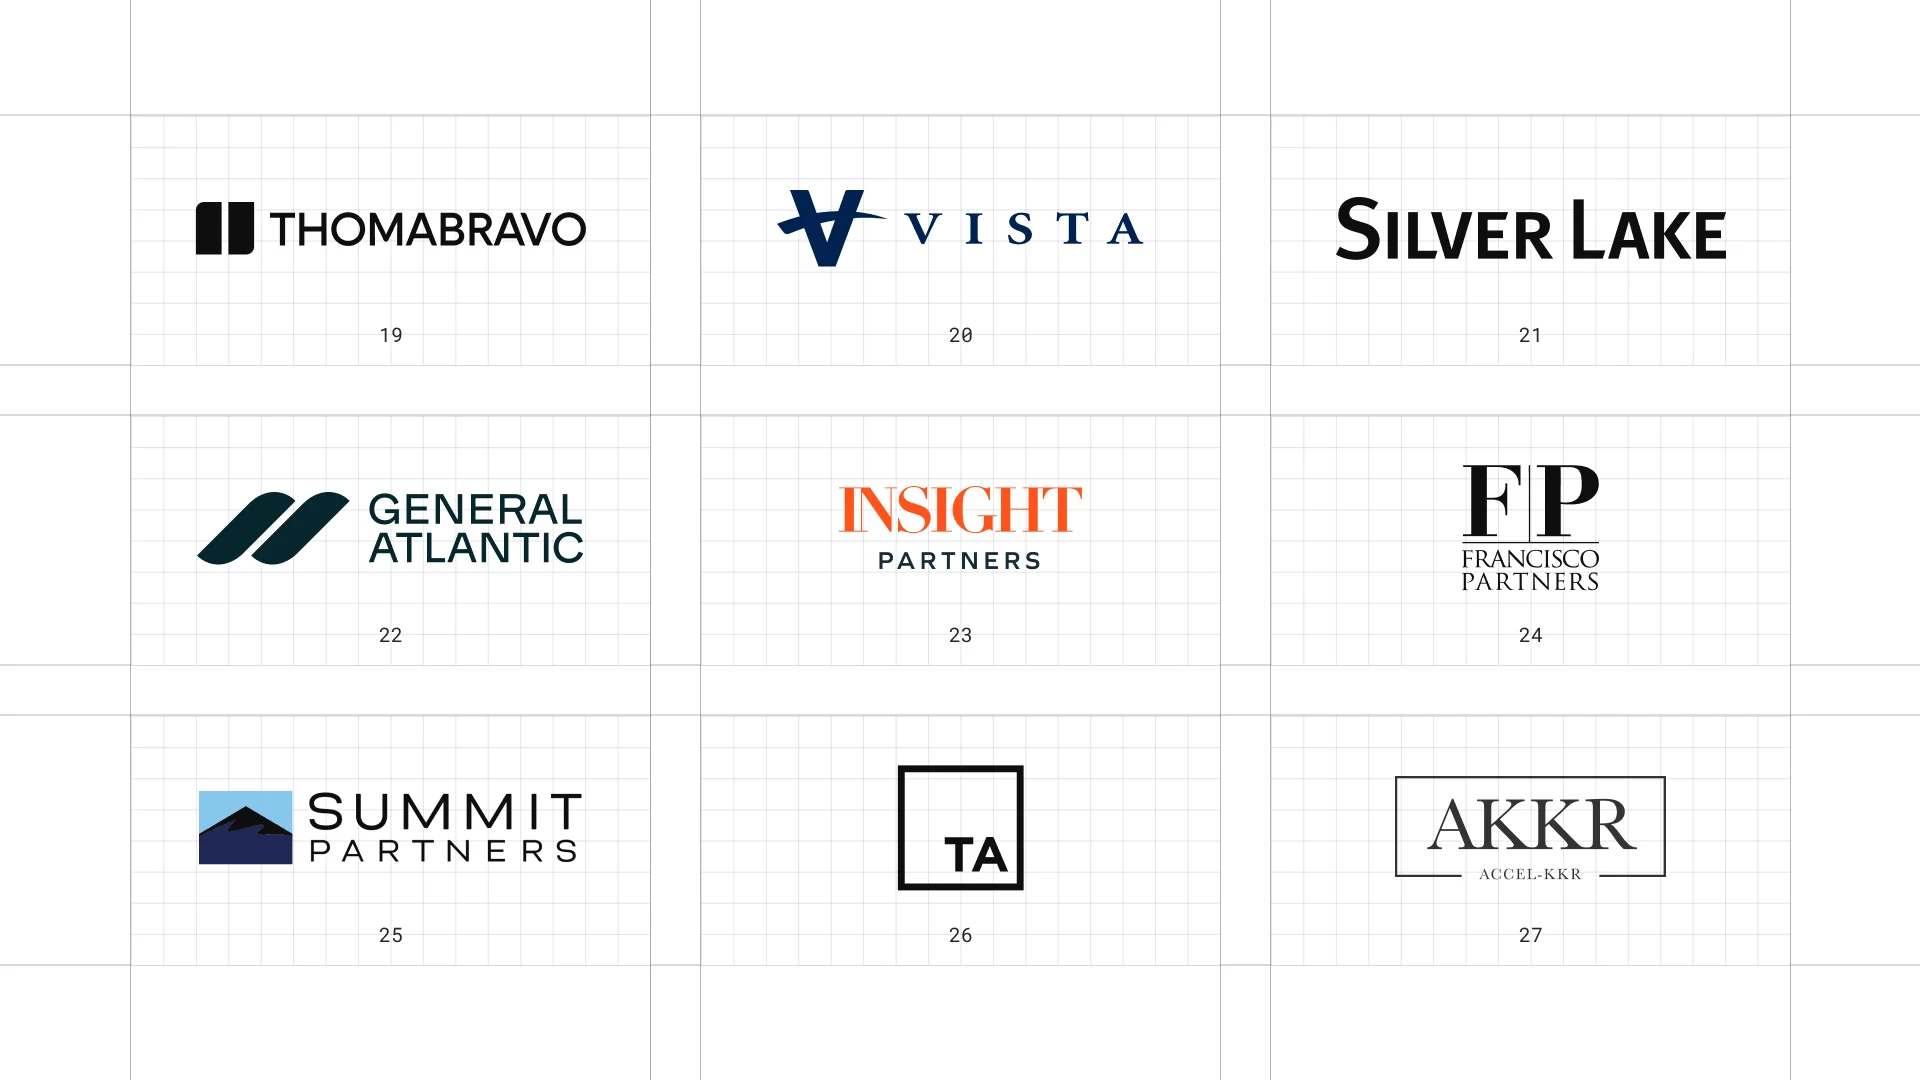 THOMABRAVO
19
VISTA
20
SILVER LAKE
21
GENERAL
ATLANTIC
22
INSIGHT
PARTNERS
23
FP
FRANCISCO
PARTNERS
24
SUMMIT
PARTNERS
25
TA
26
AKKR
ACCEL-KKR
27